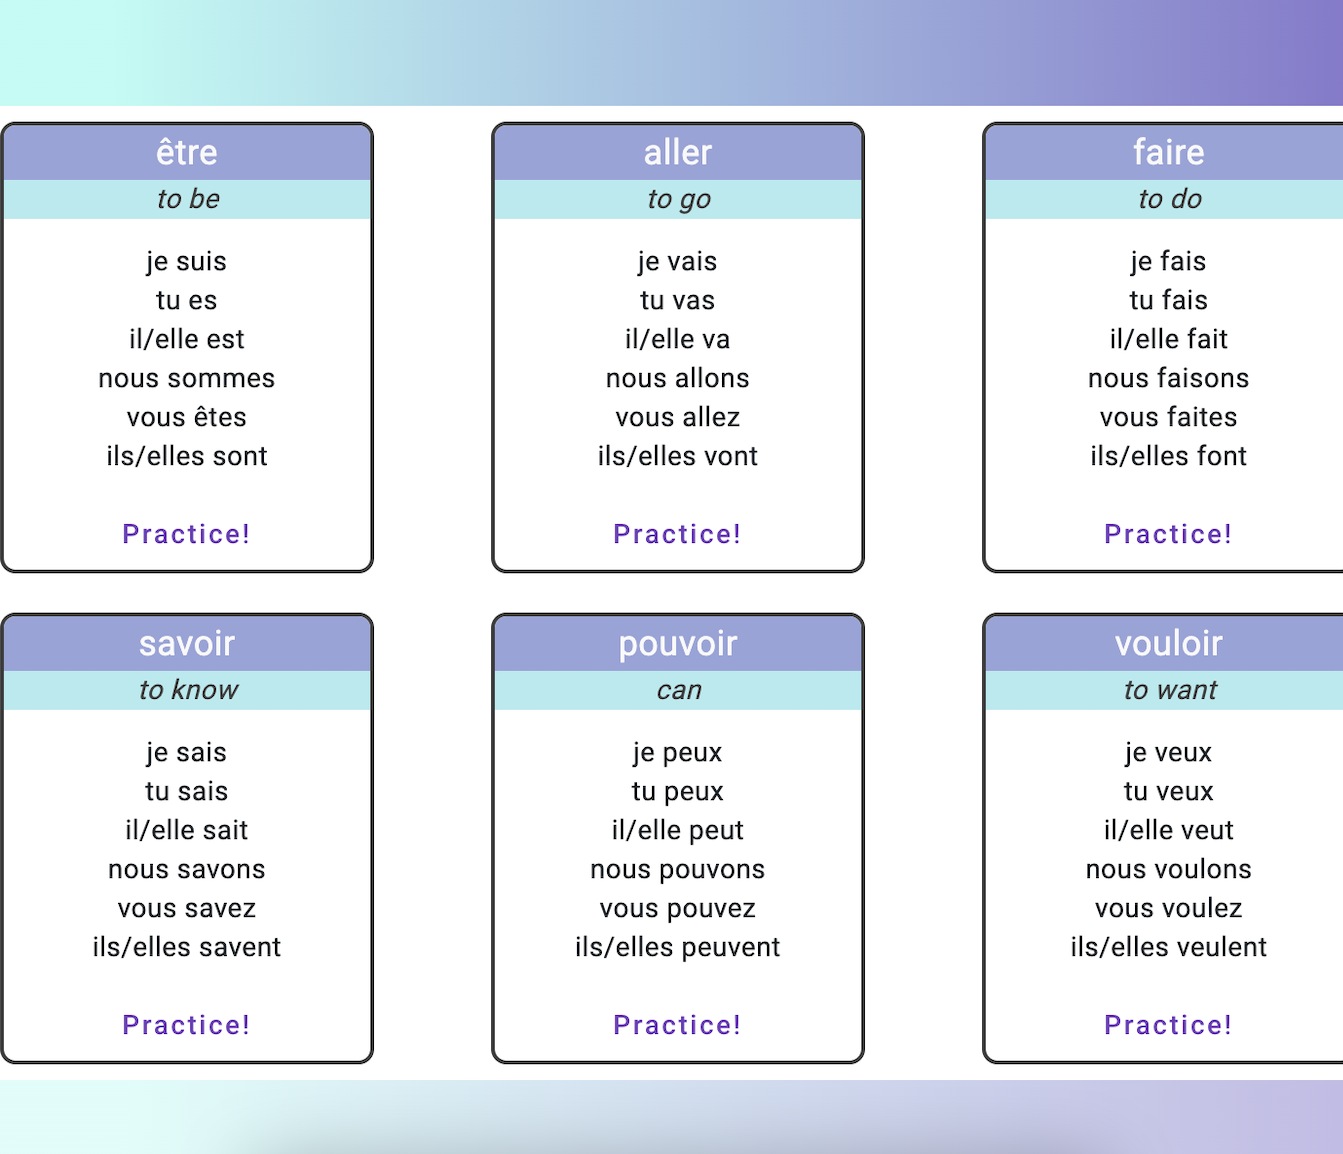 être
to be
je suis
tu es
il/elle est
nous sommes
vous êtes
ils/elles sont
Practice!
aller
to go
je vais
tu vas
il/elle va
nous allons
vous allez
ils/elles vont
Practice!
faire
to do
je fais
tu fais
il/elle fait
nous faisons
vous faites
ils/elles font
Practice!
savoir
to know
je sais
tu sais
il/elle sait
nous savons
vous savez
ils/elles savent
Practice!
pouvoir
can
je peux
tu peux
il/elle peut
nous pouvons
vous pouvez
ils/elles peuvent
Practice!
vouloir
to want
je veux
tu veux
il/elle veut
nous voulons
vous voulez
ils/elles veulent
Practice!